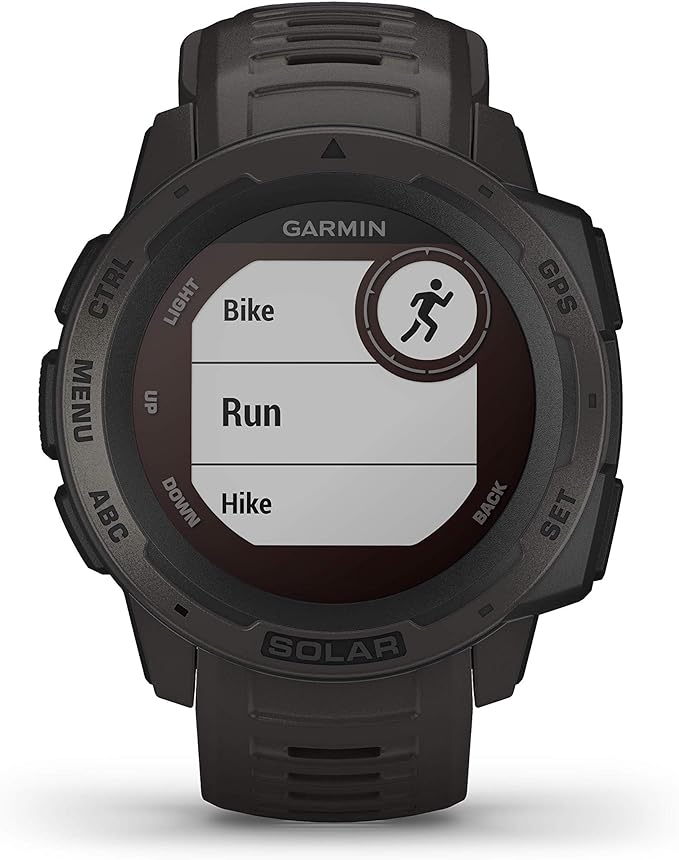 GARMIN
CTRL
LIGHT
GPS
Bike
MENU
UP
Run
ABC
DOWN
Hike
BACK
SET
SOLAR